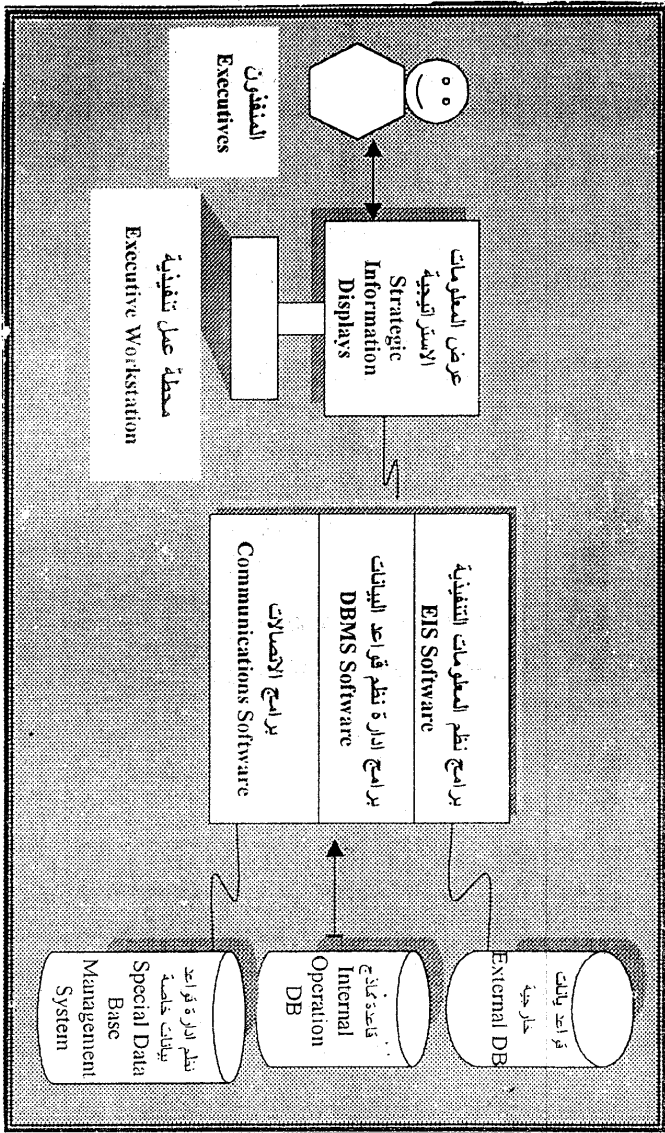 المنفذون
Executives
عرض المعلومات
الاستراتيجية
Strategic
Information
Displays
محطة عمل تنفيذية
Executive Workstation
برامج نظم المعلومات التنفيذية
EIS Software
برامج ادارة نظم قواعد البيانات
DBMS Software
برامج الاتصالات
Communications Software
قواعد بيانات
خارجية
External DB
قاعدة نماذج
Internal
Operation
DB
نظم ادارة قواعد
بيانات خاصة
Special Data
Base
Management
System